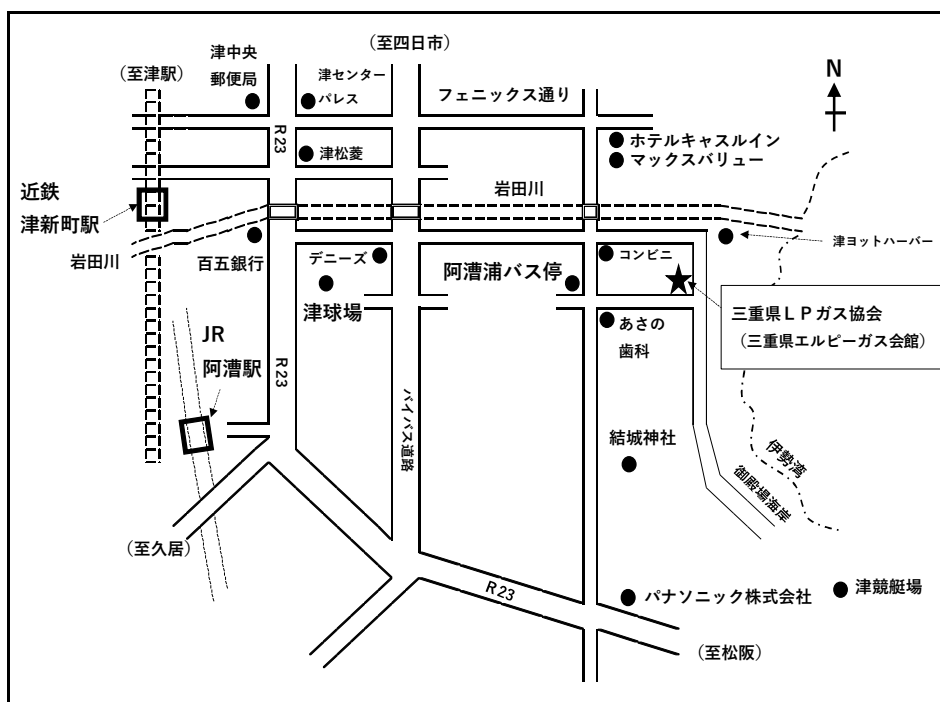 （至四日市）
津中央
郵便局
（至津駅）
津センター
パレス
フェニックス通り
N
R23
津松菱
ホテルキャスルイン
マックスバリュー
近鉄
津新町駅
岩田川
岩田川
百五銀行
デニーズ
津球場
阿漕浦バス停
コンビニ
津ヨットハーバー
三重県ＬＰガス協会
（三重県エルピーガス会館）
あさの
歯科
JR
阿漕駅
R23
バイパス道路
結城神社
伊勢湾
御殿場海岸
（至久居）
R23
パナソニック株式会社
津競艇場
（至松阪）